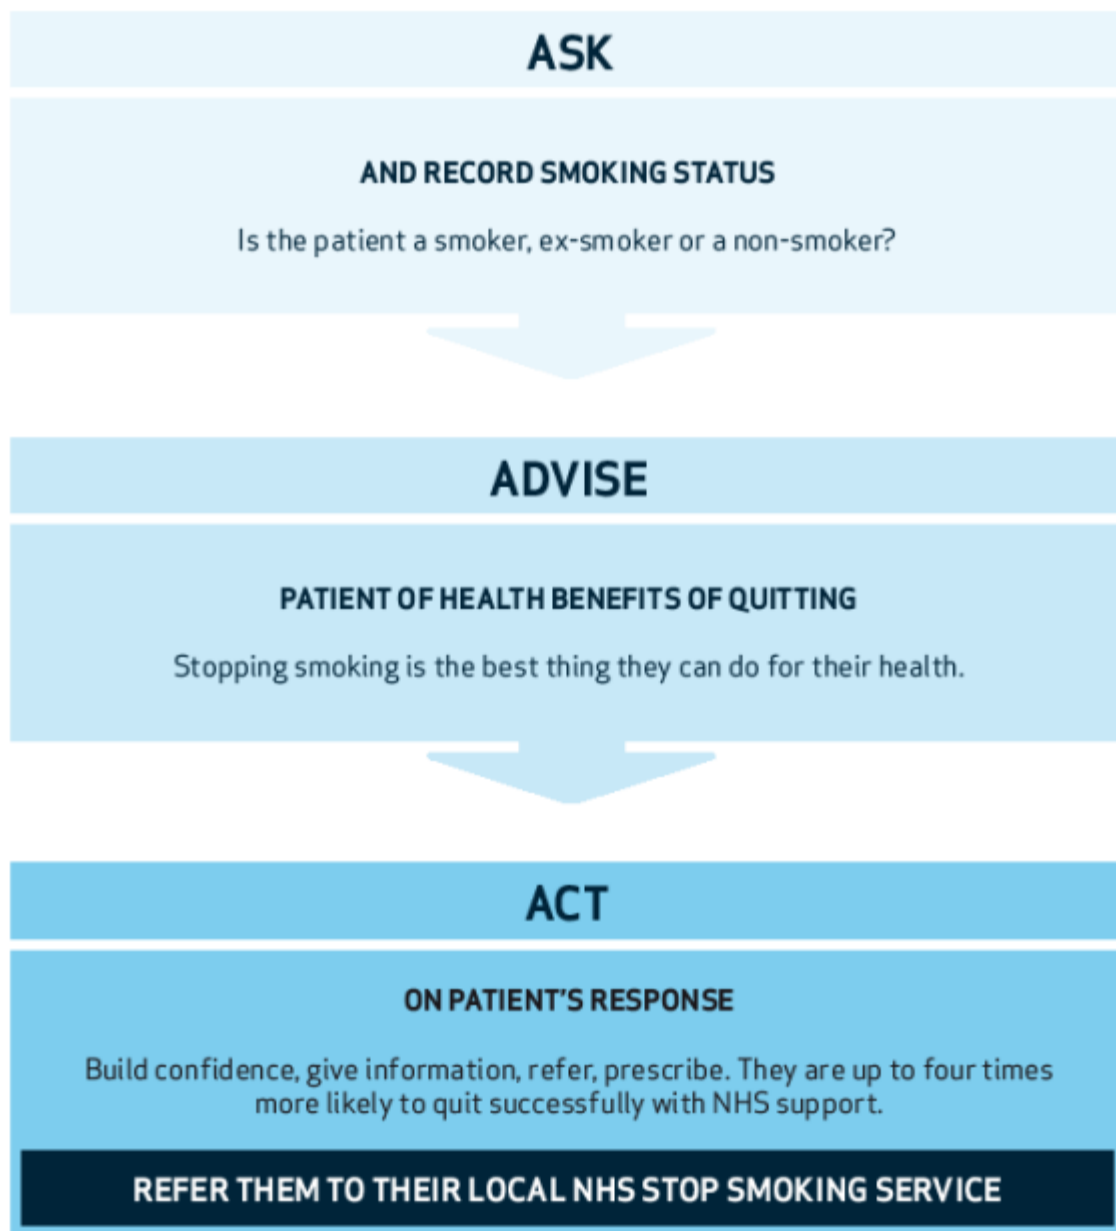 ASK
AND RECORD SMOKING STATUS
Is the patient a smoker, ex-smoker or a non-smoker?
ADVISE
PATIENT OF HEALTH BENEFITS OF QUITTING
Stopping smoking is the best thing they can do for their health.
ACT
ON PATIENT'S RESPONSE
Build confidence, give information, refer, prescribe. They are up to four times
more likely to quit successfully with NHS support.
REFER THEM TO THEIR LOCAL NHS STOP SMOKING SERVICE